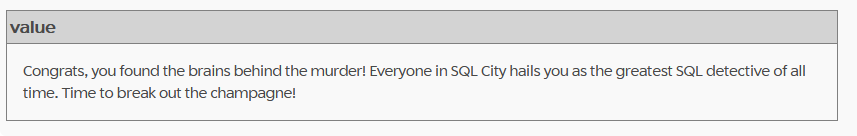 value
Congrats, you found the brains behind the murder! Everyone in SQL City hails you as the greatest SQL detective of all
time. Time to break out the champagne!